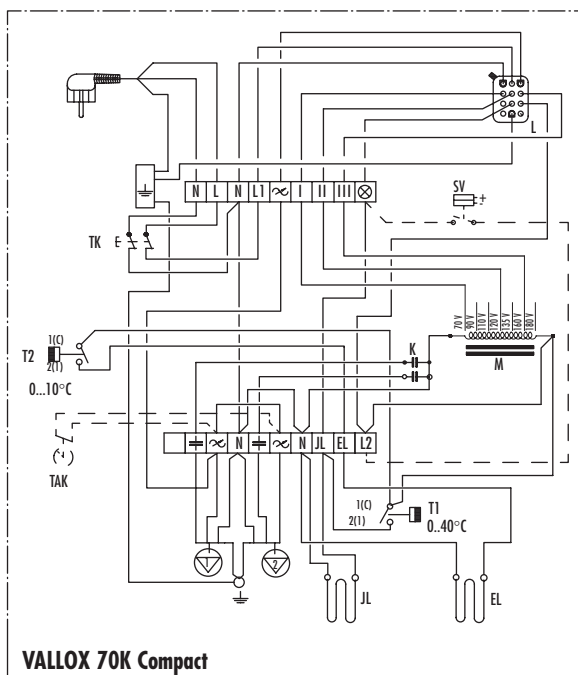 L
N L N L1 I II III
SV
TK E
70 V 90 V 110 V 120 V 135 V 160 V 180 V
T2 1(C)
2(1)
K
M
0...10°C
N N JL EL L2
TAK
1(C) T1
2(1) 0..40°C
1 2
JL EL
VALLOX 70K Compact